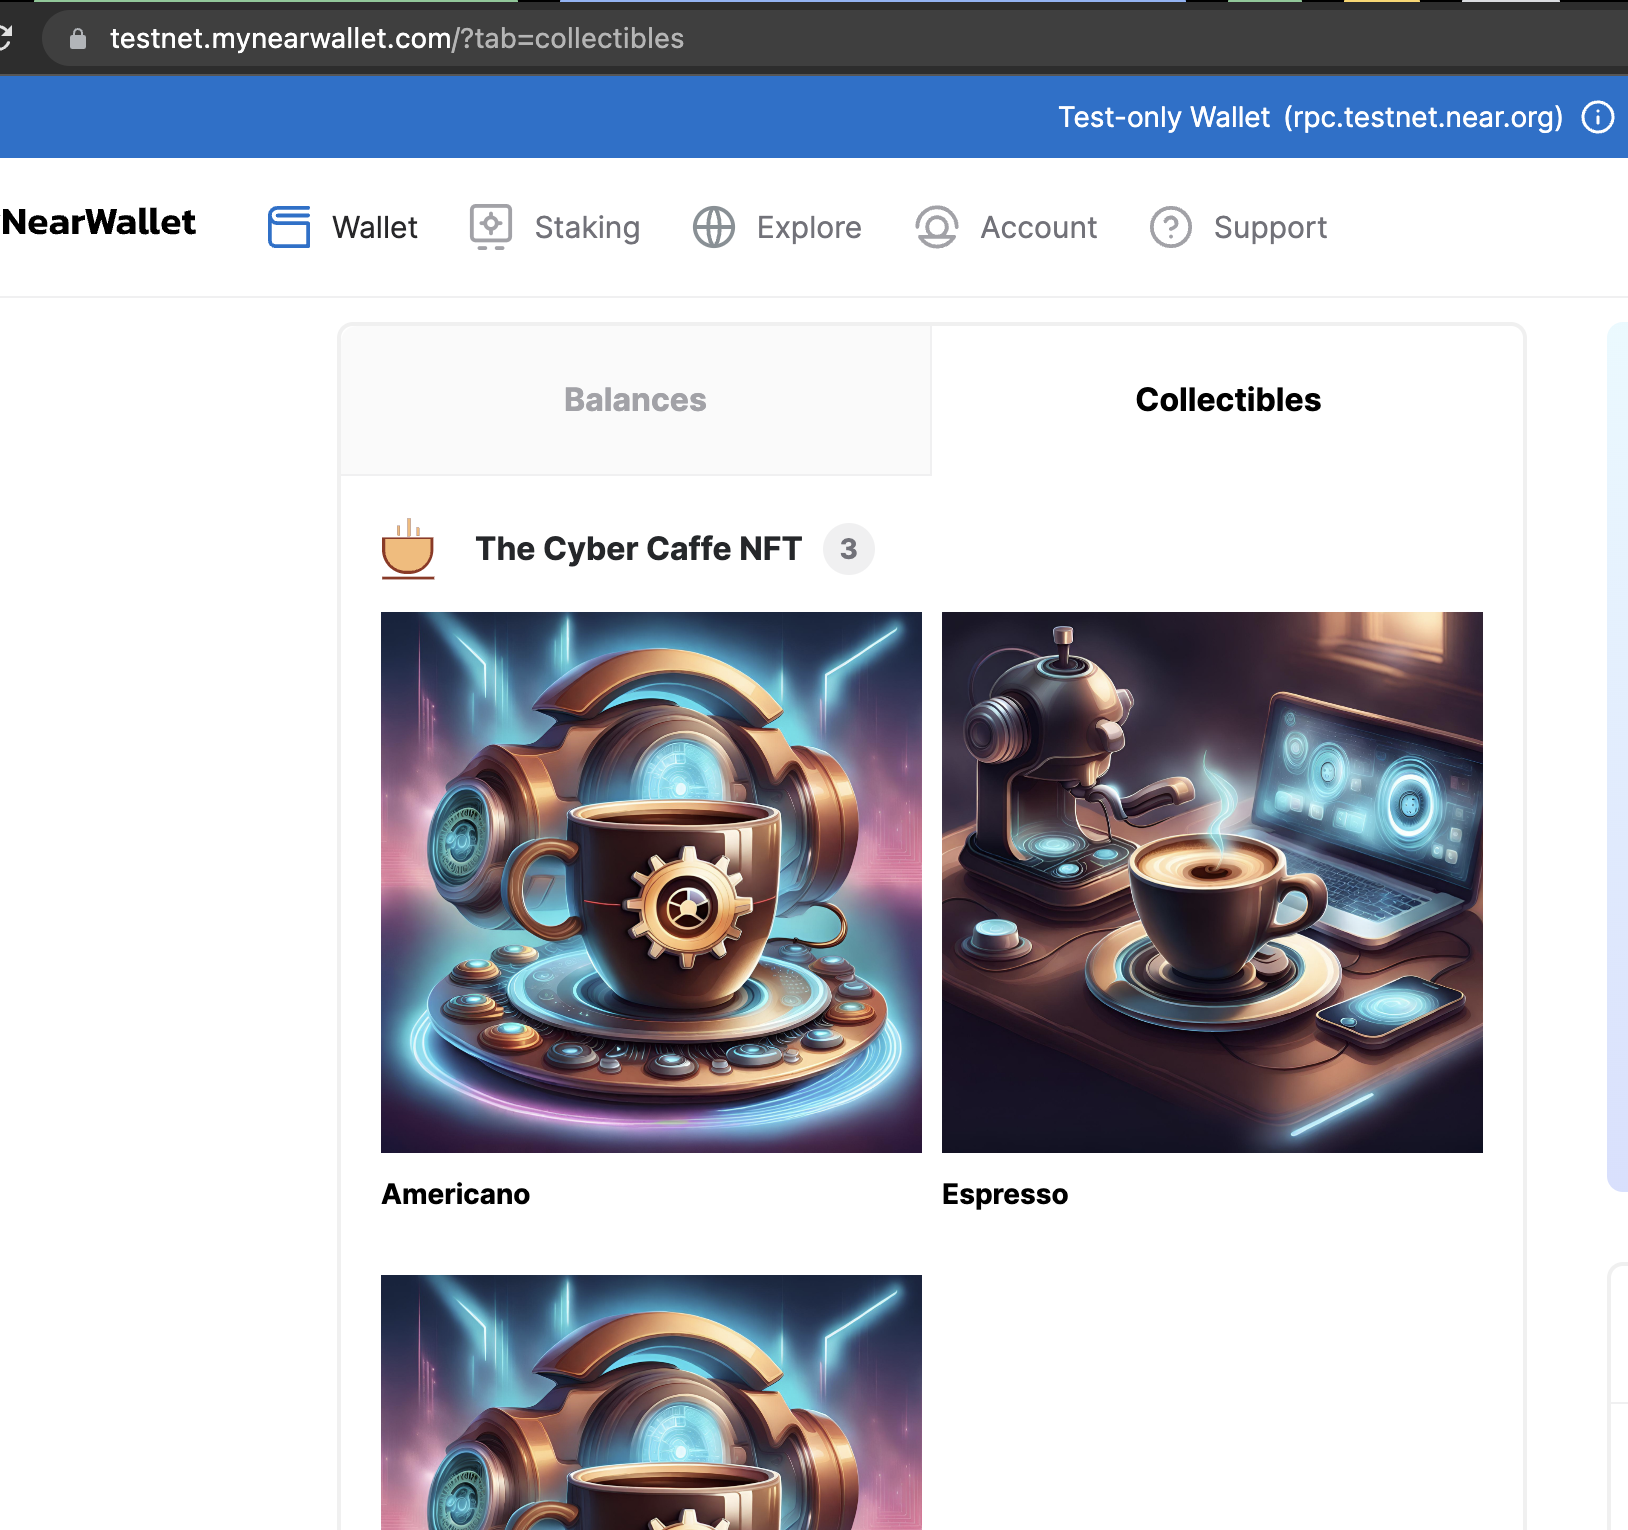 testnet.mynearwallet.com/?tab=collectibles
Test-only Wallet (rpc.testnet.near.org)
NearWallet
Wallet
Staking
Explore
Account
Support
Balances
Collectibles
The Cyber Caffe NFT 3
Americano
Espresso